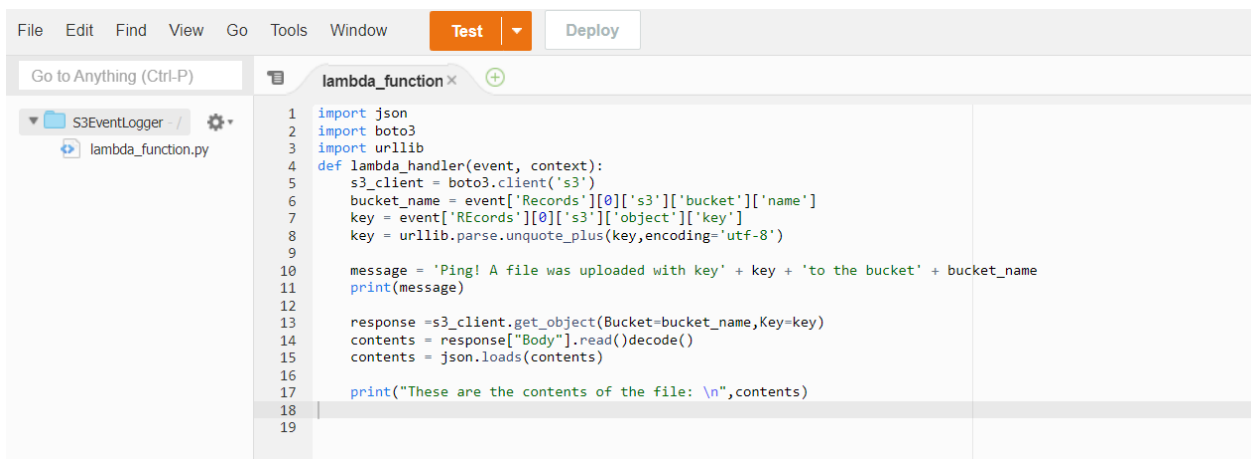 File Edit Find View Go Tools Window Test Deploy
Go to Anything (Ctrl-P)
lambda_function ×
S3EventLogger - /
lambda_function.py
1 import json
2 import boto3
3 import urllib
4 def lambda_handler(event, context):
5     s3_client = boto3.client('s3')
6     bucket_name = event['Records'][0]['s3']['bucket']['name']
7     key = event['REcords'][0]['s3']['object']['key']
8     key = urllib.parse.unquote_plus(key,encoding='utf-8')
9
10     message = 'Ping! A file was uploaded with key' + key + 'to the bucket' + bucket_name
11     print(message)
12
13     response =s3_client.get_object(Bucket=bucket_name,Key=key)
14     contents = response["Body"].read()decode()
15     contents = json.loads(contents)
16
17     print("These are the contents of the file: \n",contents)
18
19